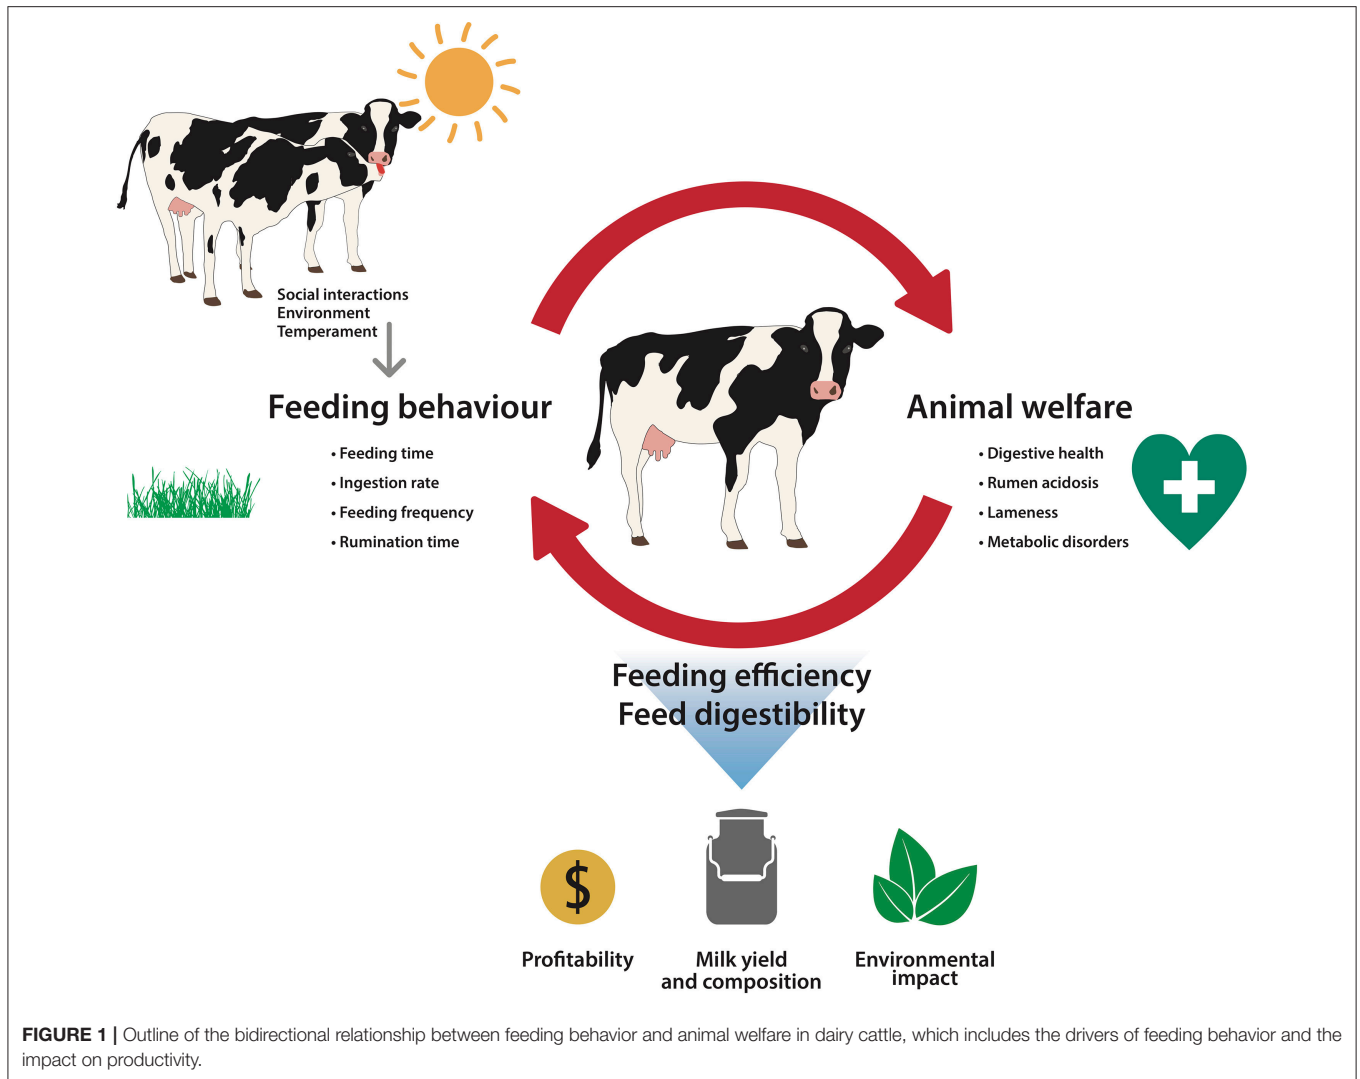 Social interactions
Environment
Temperament
Feeding behaviour
• Feeding time
• Ingestion rate
• Feeding frequency
• Rumination time
Animal welfare
• Digestive health
• Rumen acidosis
• Lameness
• Metabolic disorders
Feeding efficiency
Feed digestibility
$
Profitability
Milk yield
and composition
Environmental
impact
FIGURE 1 | Outline of the bidirectional relationship between feeding behavior and animal welfare in dairy cattle, which includes the drivers of feeding behavior and the
impact on productivity.